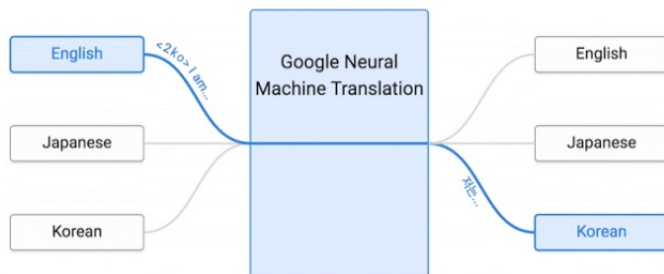 English
<2ko> I am...
Google Neural
Machine Translation
English
Japanese
Japanese
저는...
Korean
Korean